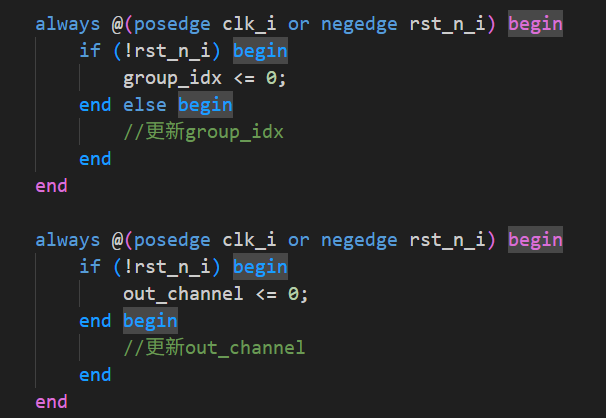 always @(posedge clk_i or negedge rst_n_i) begin
if (!rst_n_i) begin
group_idx <= 0;
end else begin
//更新group_idx
end
end
always @(posedge clk_i or negedge rst_n_i) begin
if (!rst_n_i) begin
out_channel <= 0;
end begin
//更新out_channel
end
end